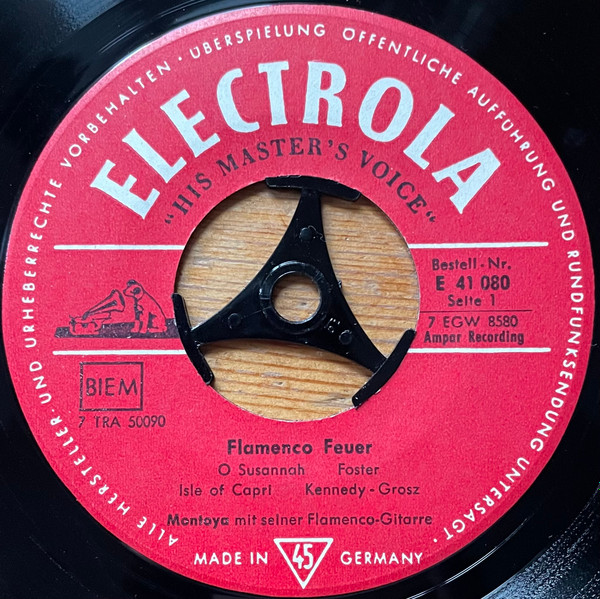 ALLE HERSTELLER- UND URHEBERRECHTE VORBEHALTEN · ÜBERSPIELUNG ÖFFENTLICHE AUFFÜHRUNG UND RUNDFUNKSENDUNG UNTERSAGT ·
ELECTROLA
"HIS MASTER'S VOICE"
Bestell-Nr.
E 41 080
Seite 1
7 EGW 8580
Ampar Recording
BIEM
7 TRA 50090
Flamenco Feuer
O Susannah Foster
Isle of Capri Kennedy-Grosz
Montoya mit seiner Flamenco-Gitarre
MADE IN 45 GERMANY